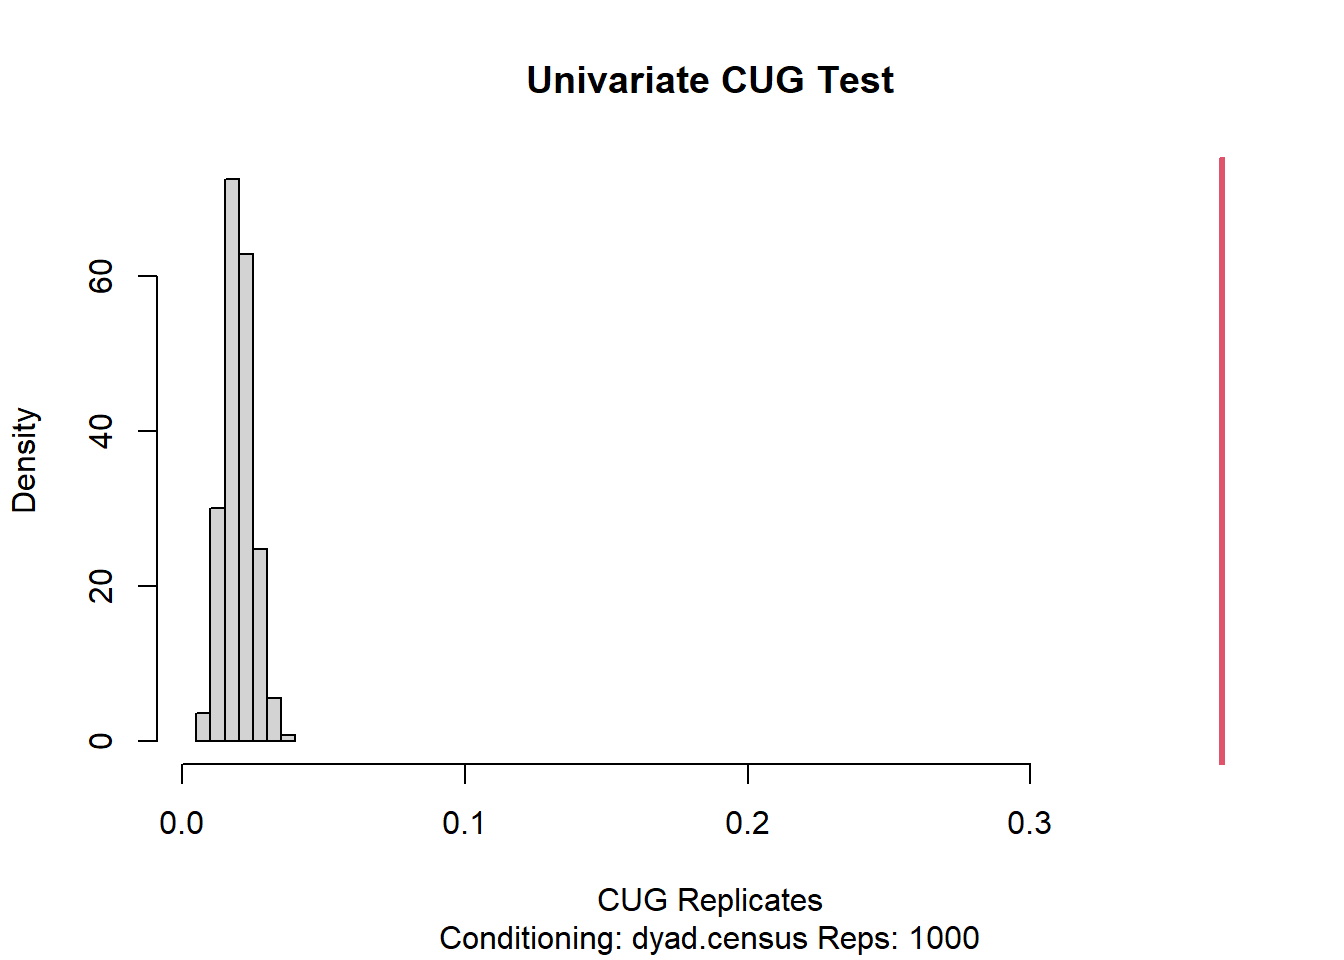 Univariate CUG Test
Density
60
40
20
0
0.0 0.1 0.2 0.3
CUG Replicates
Conditioning: dyad.census Reps: 1000